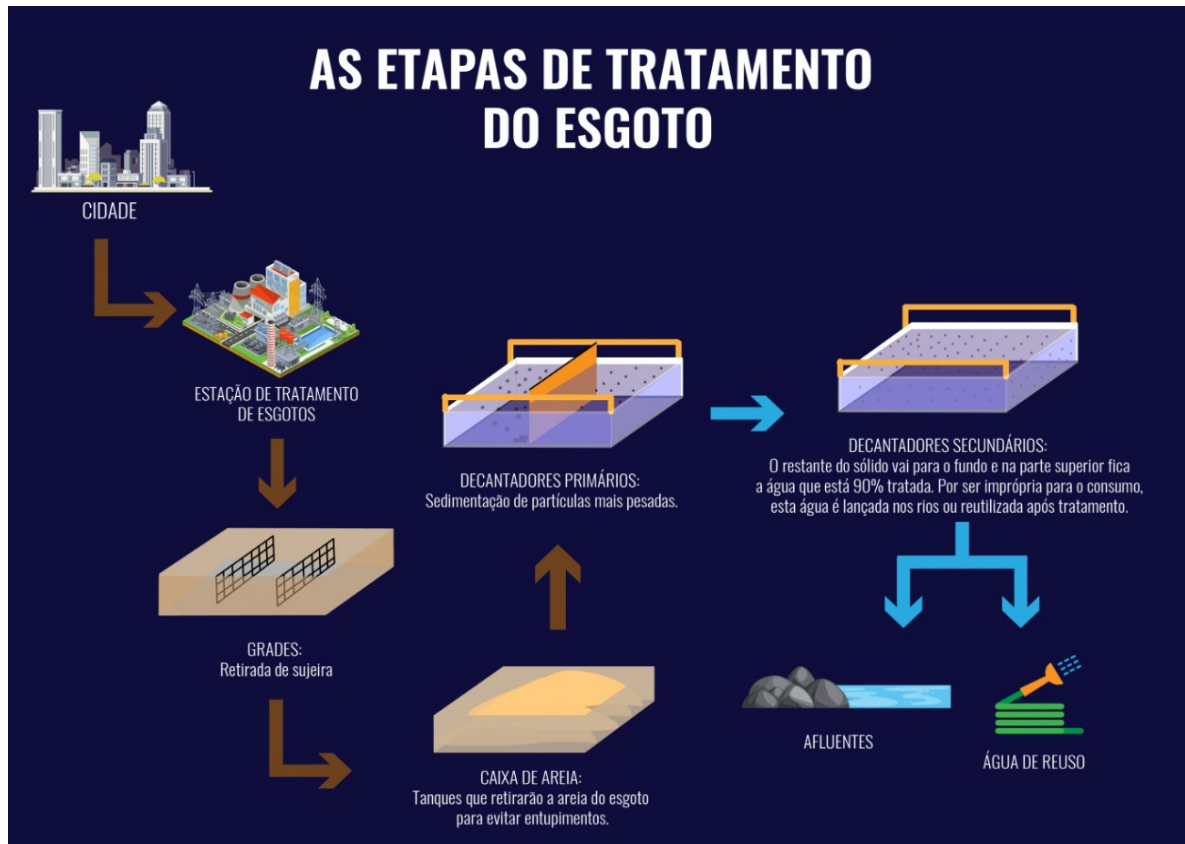 AS ETAPAS DE TRATAMENTO
DO ESGOTO
CIDADE
ESTAÇÃO DE TRATAMENTO
DE ESGOTOS
GRADES:
Retirada de sujeira
CAIXA DE AREIA:
Tanques que retirarão a areia do esgoto
para evitar entupimentos.
DECANTADORES PRIMÁRIOS:
Sedimentação de partículas mais pesadas.
DECANTADORES SECUNDÁRIOS:
O restante do sólido vai para o fundo e na parte superior fica
a água que está 90% tratada. Por ser imprópria para o consumo,
esta água é lançada nos rios ou reutilizada após tratamento.
AFLUENTES
ÁGUA DE REUSO